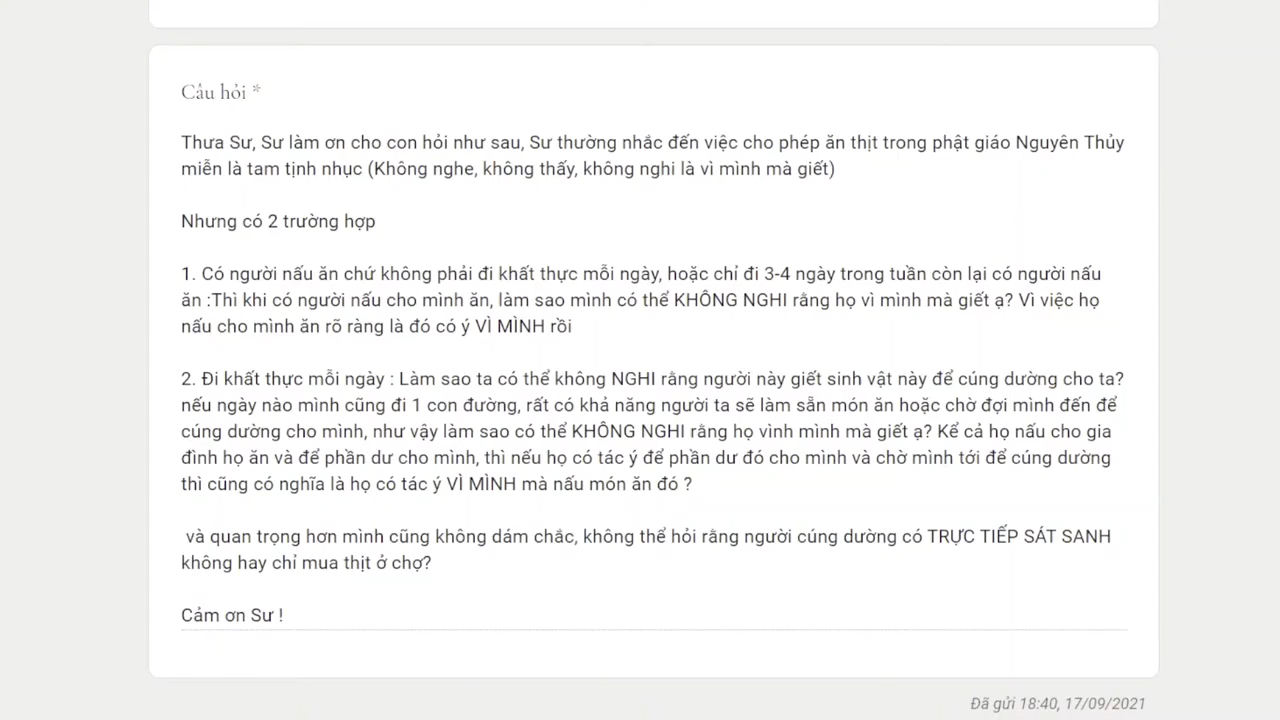 Câu hỏi *
Thưa Sư, Sư làm ơn cho con hỏi như sau, Sư thường nhắc đến việc cho phép ăn thịt trong phật giáo Nguyên Thủy
miễn là tam tịnh nhục (Không nghe, không thấy, không nghi là vì mình mà giết)
Nhưng có 2 trường hợp
1. Có người nấu ăn chứ không phải đi khất thực mỗi ngày, hoặc chỉ đi 3-4 ngày trong tuần còn lại có người nấu
ăn :Thì khi có người nấu cho mình ăn, làm sao mình có thể KHÔNG NGHI rằng họ vì mình mà giết ạ? Vì việc họ
nấu cho mình ăn rõ ràng là đó có ý VÌ MÌNH rồi
2. Đi khất thực mỗi ngày : Làm sao ta có thể không NGHI rằng người này giết sinh vật này để cúng dường cho ta?
nếu ngày nào mình cũng đi 1 con đường, rất có khả năng người ta sẽ làm sẵn món ăn hoặc chờ đợi mình đến để
cúng dường cho mình, như vậy làm sao có thể KHÔNG NGHI rằng họ vình mình mà giết ạ? Kể cả họ nấu cho gia
đình họ ăn và để phần dư cho mình, thì nếu họ có tác ý để phần dư đó cho mình và chờ mình tới để cúng dường
thì cũng có nghĩa là họ có tác ý VÌ MÌNH mà nấu món ăn đó ?
và quan trọng hơn mình cũng không dám chắc, không thể hỏi rằng người cúng dường có TRỰC TIẾP SÁT SANH
không hay chỉ mua thịt ở chợ?
Cảm ơn Sư !
Đã gửi 18:40, 17/09/2021